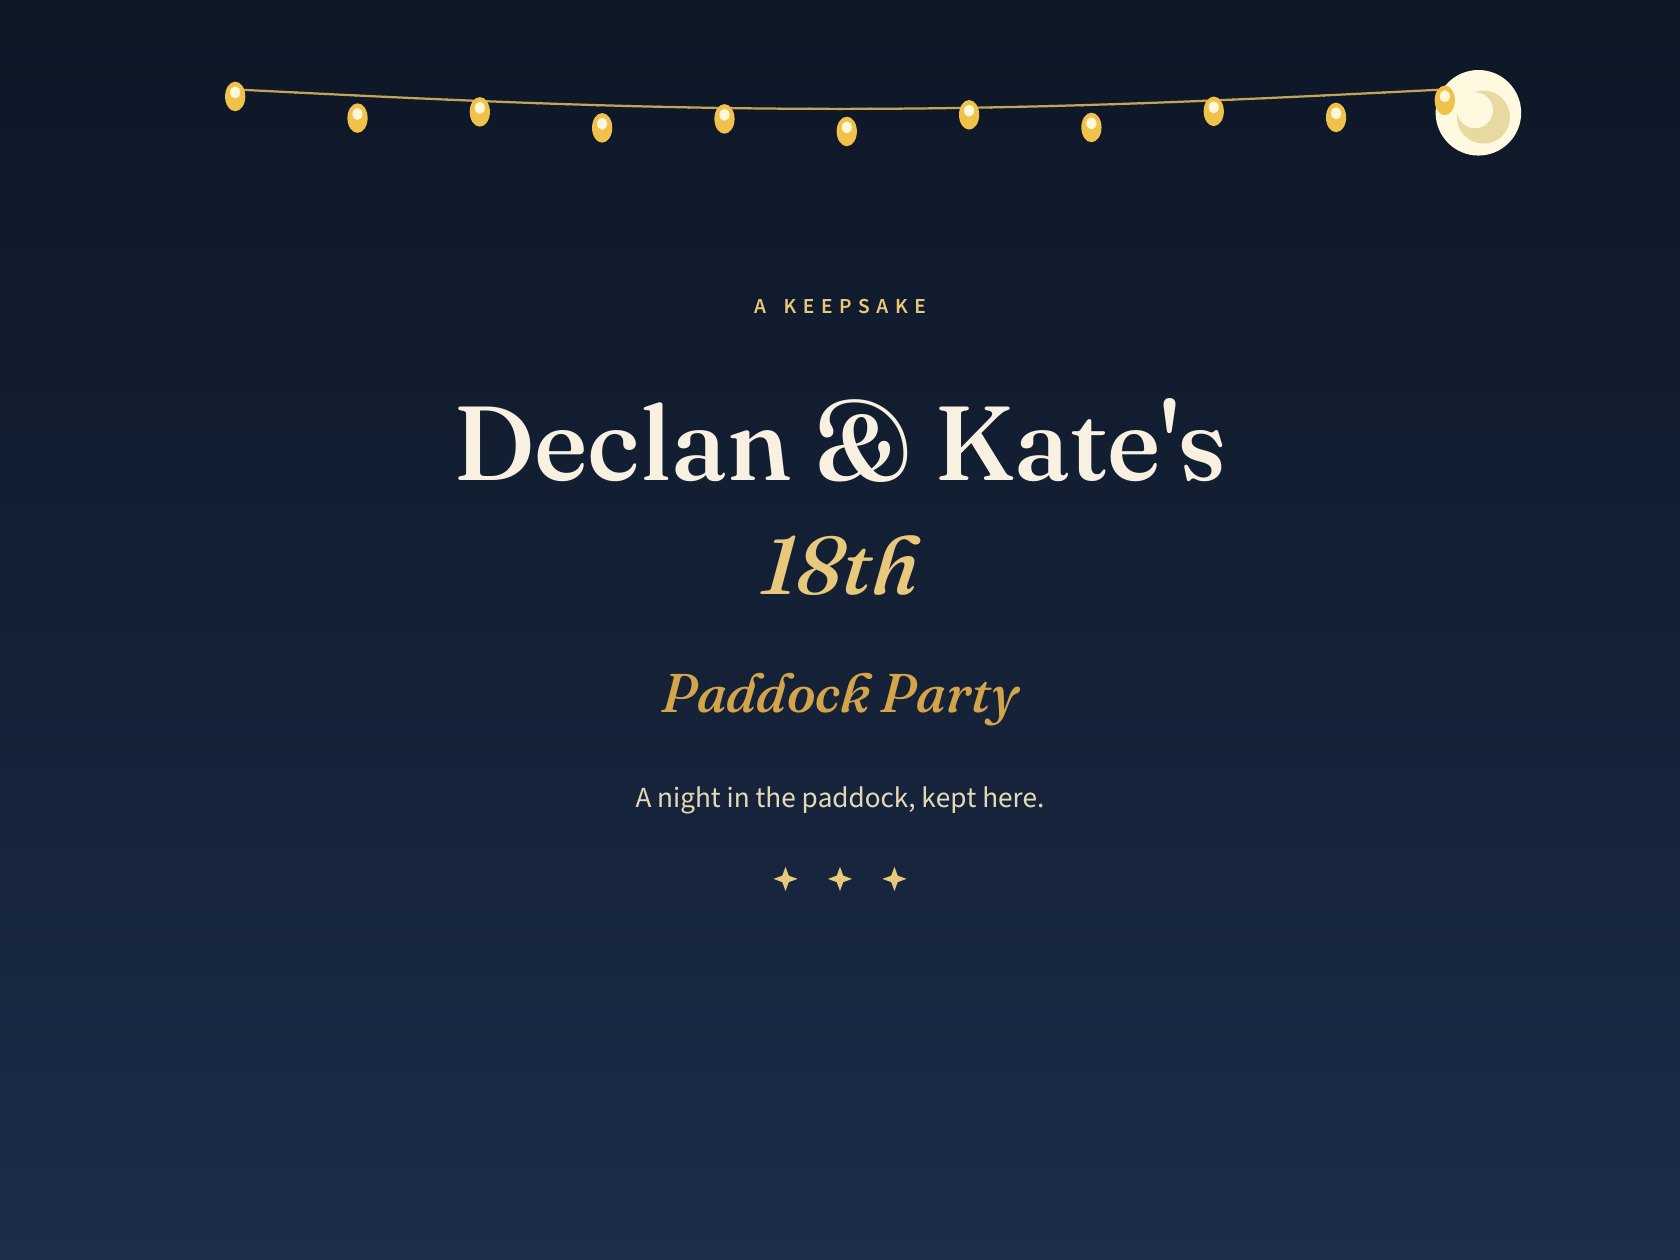 A KEEPSAKE
Declan & Kate's
18th
Paddock Party
A night in the paddock, kept here.